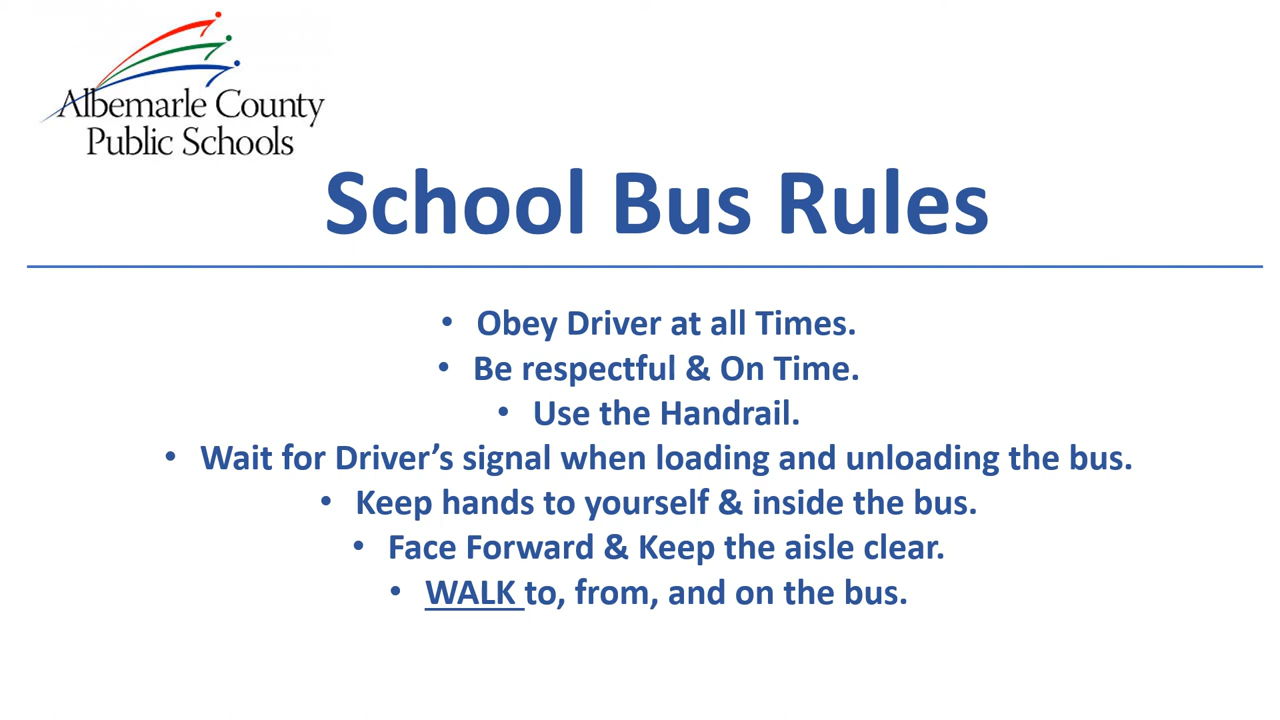 Albemarle County
Public Schools
School Bus Rules
• Obey Driver at all Times.
• Be respectful & On Time.
• Use the Handrail.
• Wait for Driver’s signal when loading and unloading the bus.
• Keep hands to yourself & inside the bus.
• Face Forward & Keep the aisle clear.
• WALK to, from, and on the bus.